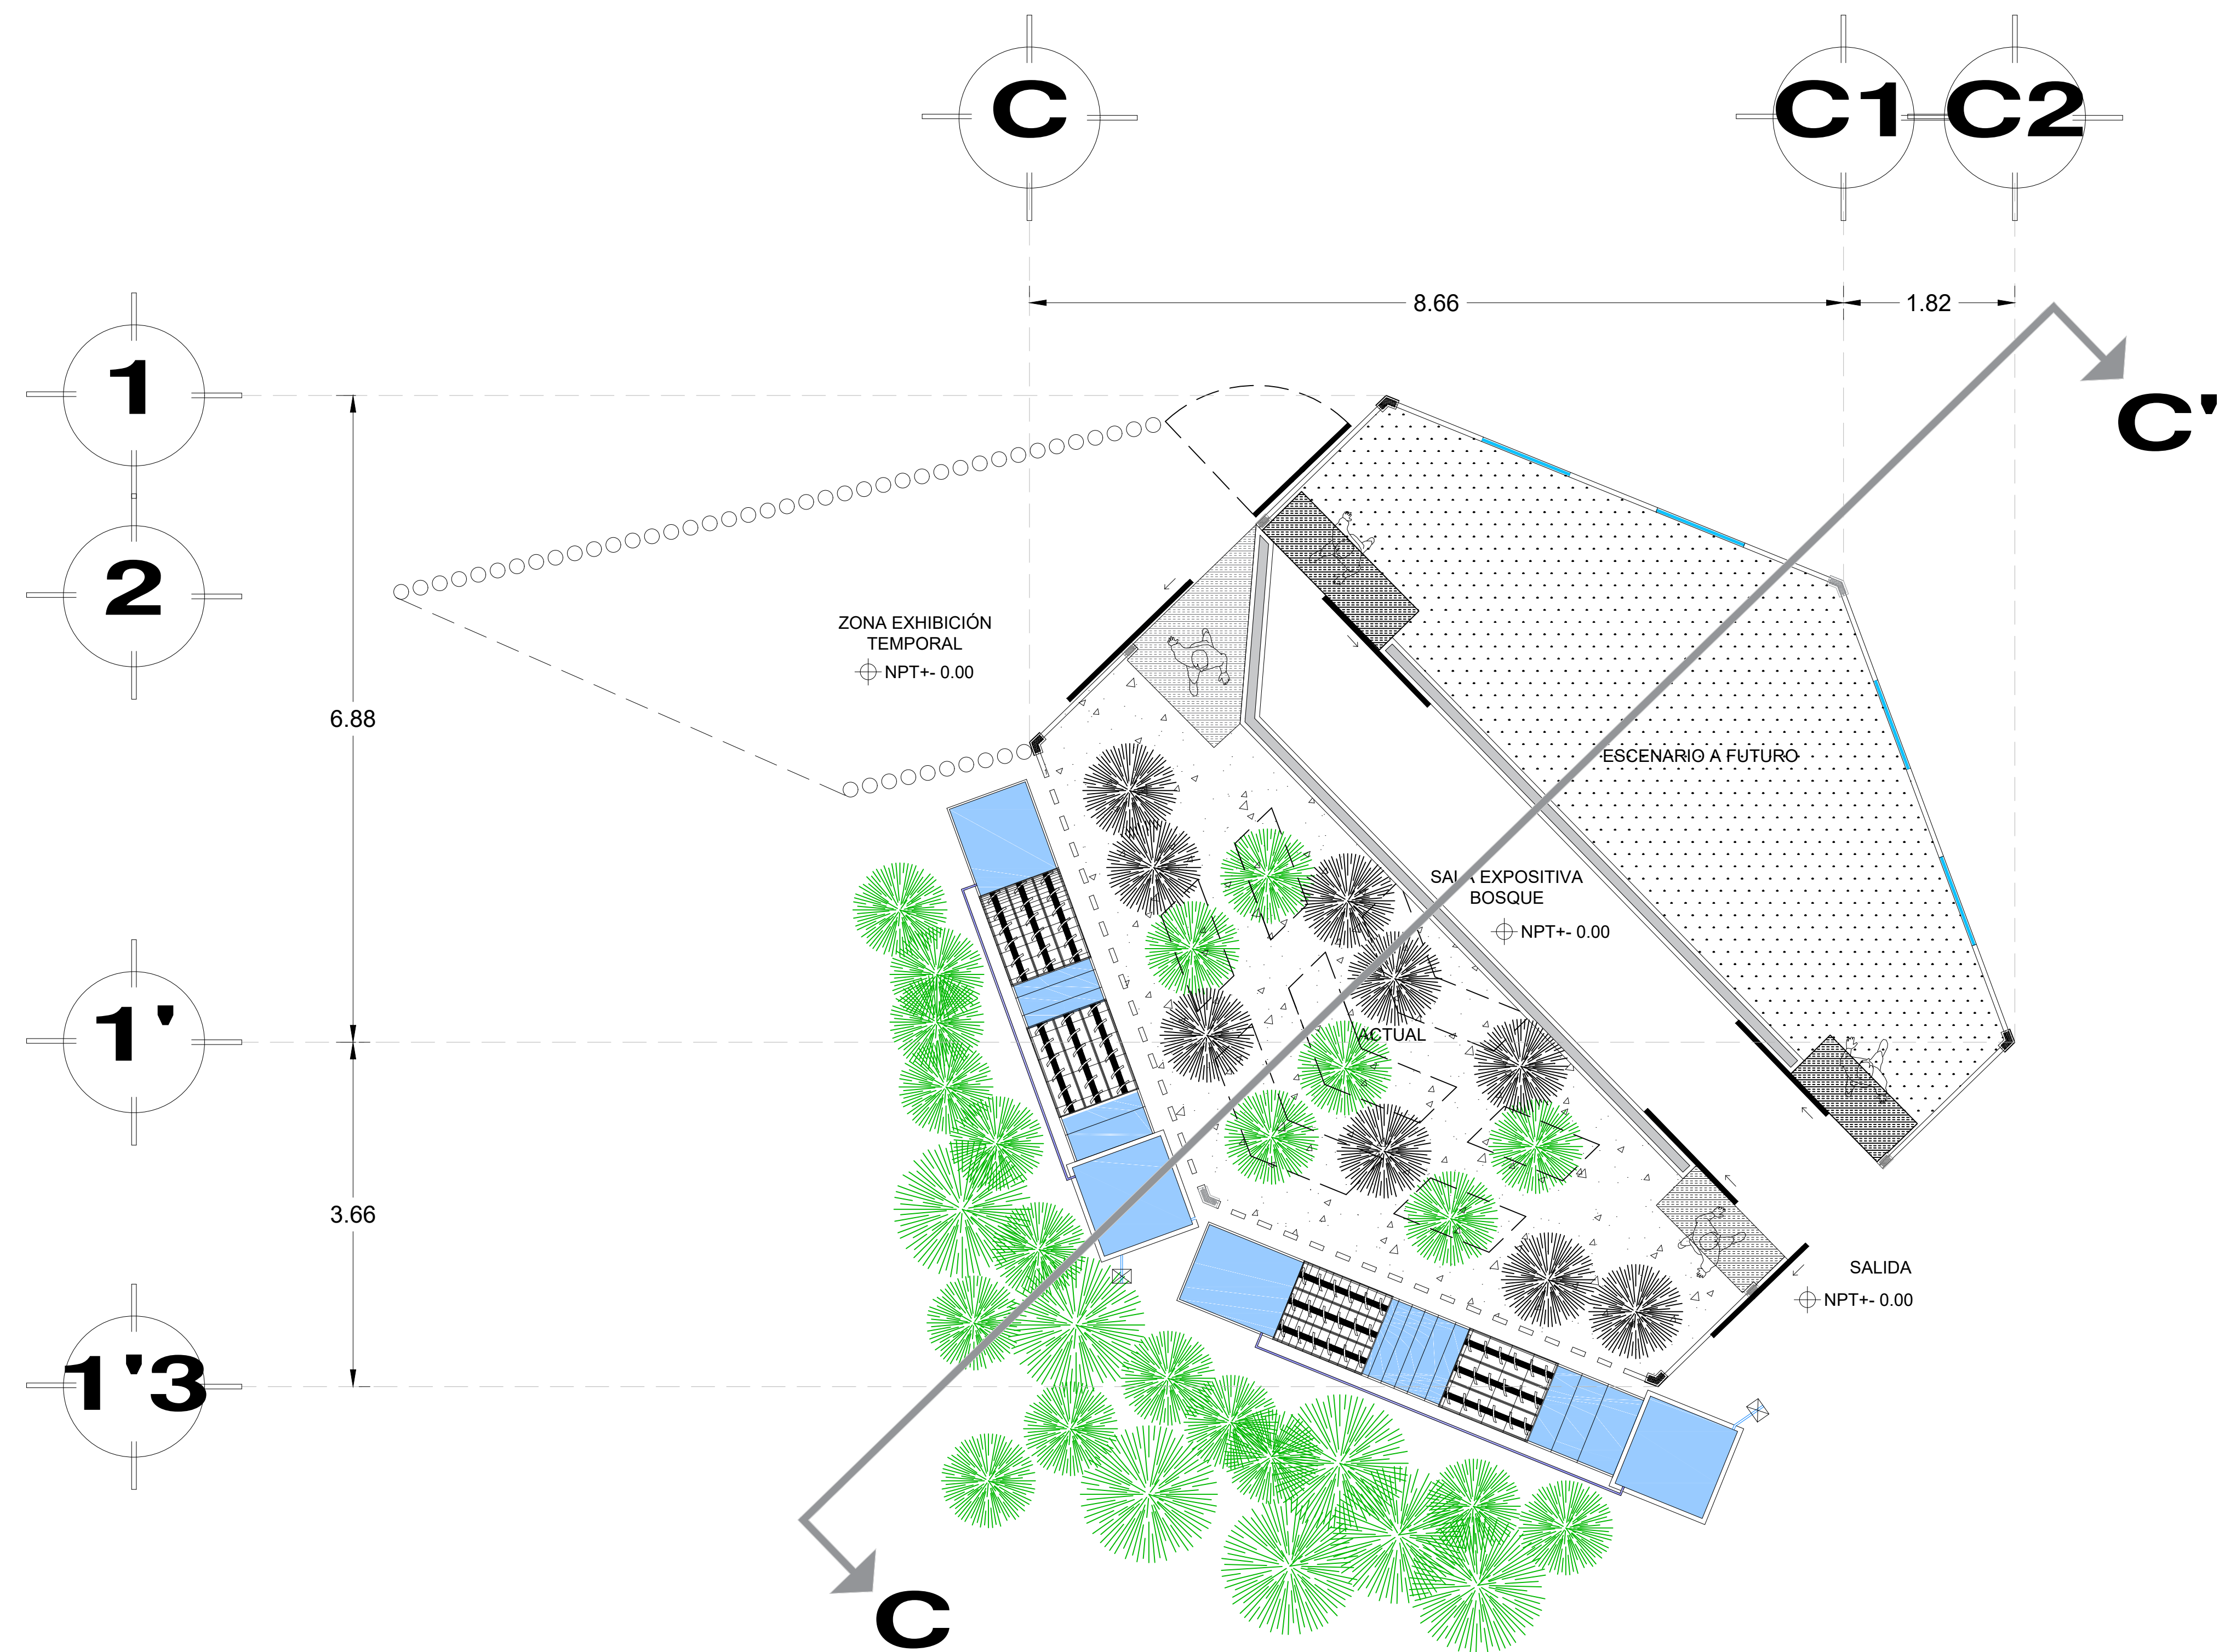 C
C1
C2
8.66
1.82
C'
1
2
ZONA EXHIBICIÓN
TEMPORAL
NPT+- 0.00
6.88
ESCENARIO A FUTURO
SALA EXPOSITIVA
BOSQUE
NPT+- 0.00
ACTUAL
1'
3.66
SALIDA
NPT+- 0.00
1'3
C